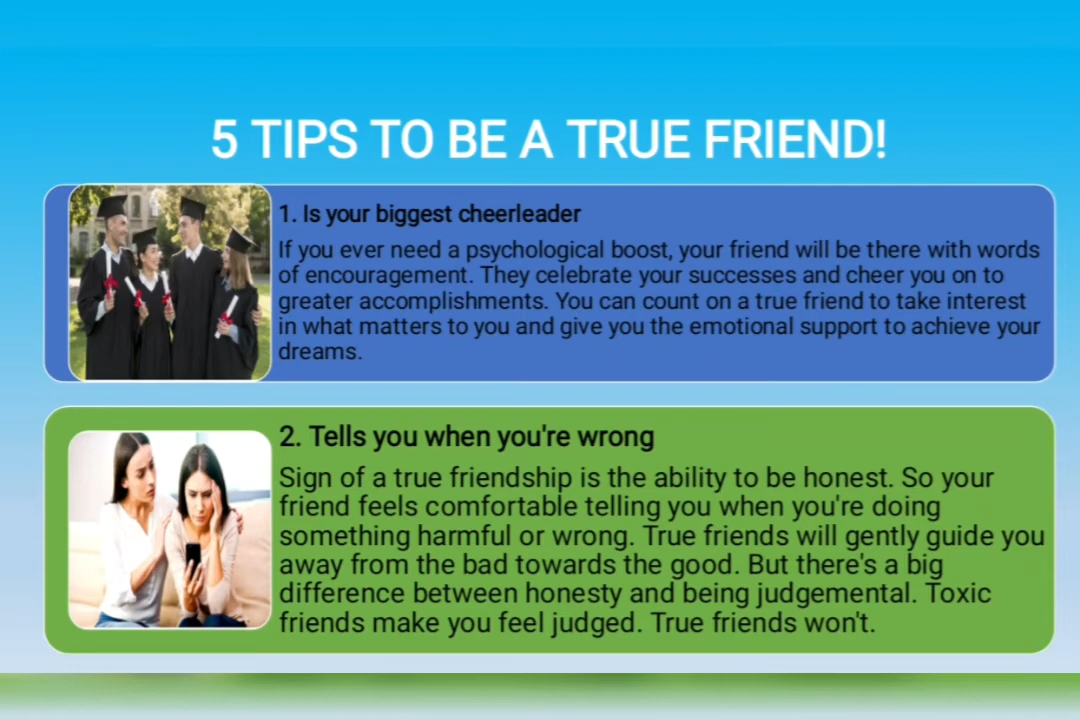 5 TIPS TO BE A TRUE FRIEND!
1. Is your biggest cheerleader
If you ever need a psychological boost, your friend will be there with words
of encouragement. They celebrate your successes and cheer you on to
greater accomplishments. You can count on a true friend to take interest
in what matters to you and give you the emotional support to achieve your
dreams.
2. Tells you when you're wrong
Sign of a true friendship is the ability to be honest. So your
friend feels comfortable telling you when you're doing
something harmful or wrong. True friends will gently guide you
away from the bad towards the good. But there's a big
difference between honesty and being judgemental. Toxic
friends make you feel judged. True friends won't.